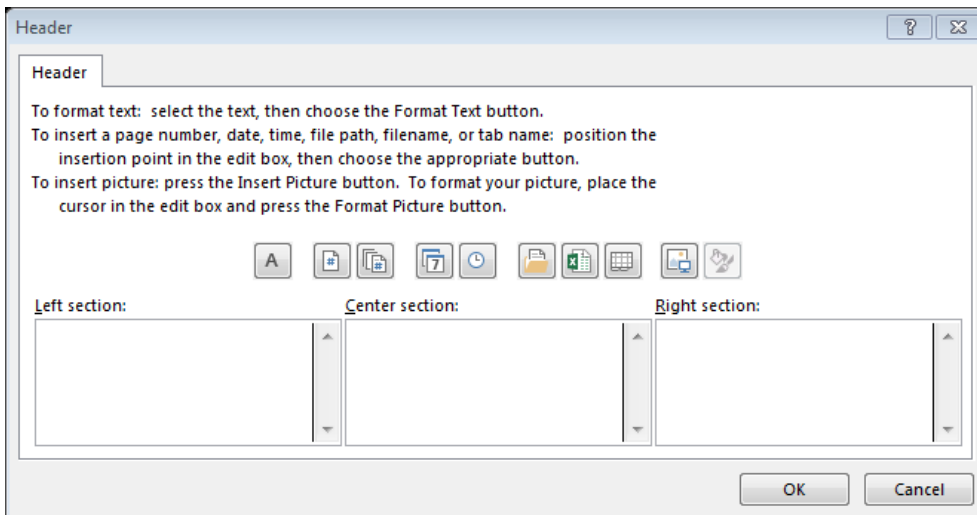 Header
Header
To format text:  select the text, then choose the Format Text button.
To insert a page number, date, time, file path, filename, or tab name:  position the
insertion point in the edit box, then choose the appropriate button.
To insert picture: press the Insert Picture button.  To format your picture, place the
cursor in the edit box and press the Format Picture button.
A # # 7
Left section: Center section: Right section:
OK Cancel